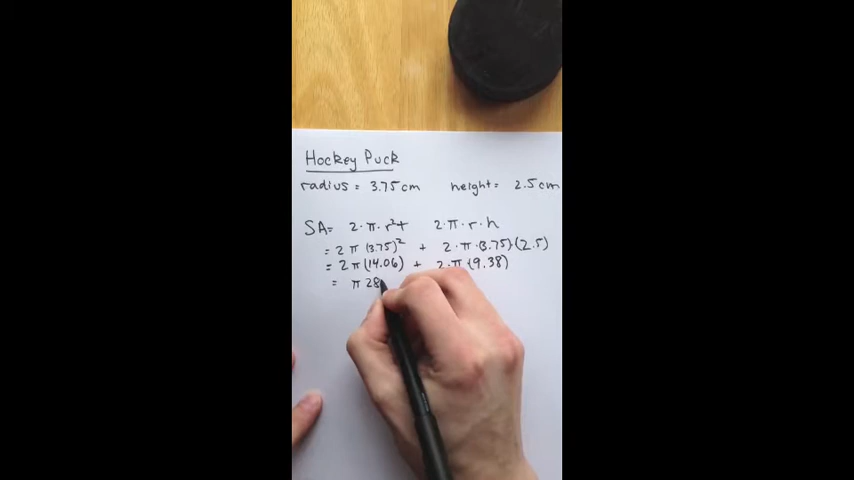 Hockey Puck
radius = 3.75 cm height= 2.5 cm
SA= 2·π·r²+ 2·π·r·h
= 2π(3.75)² + 2·π·(3.75)(2.5)
= 2π(14.06) + 2·π(9.38)
= π 28